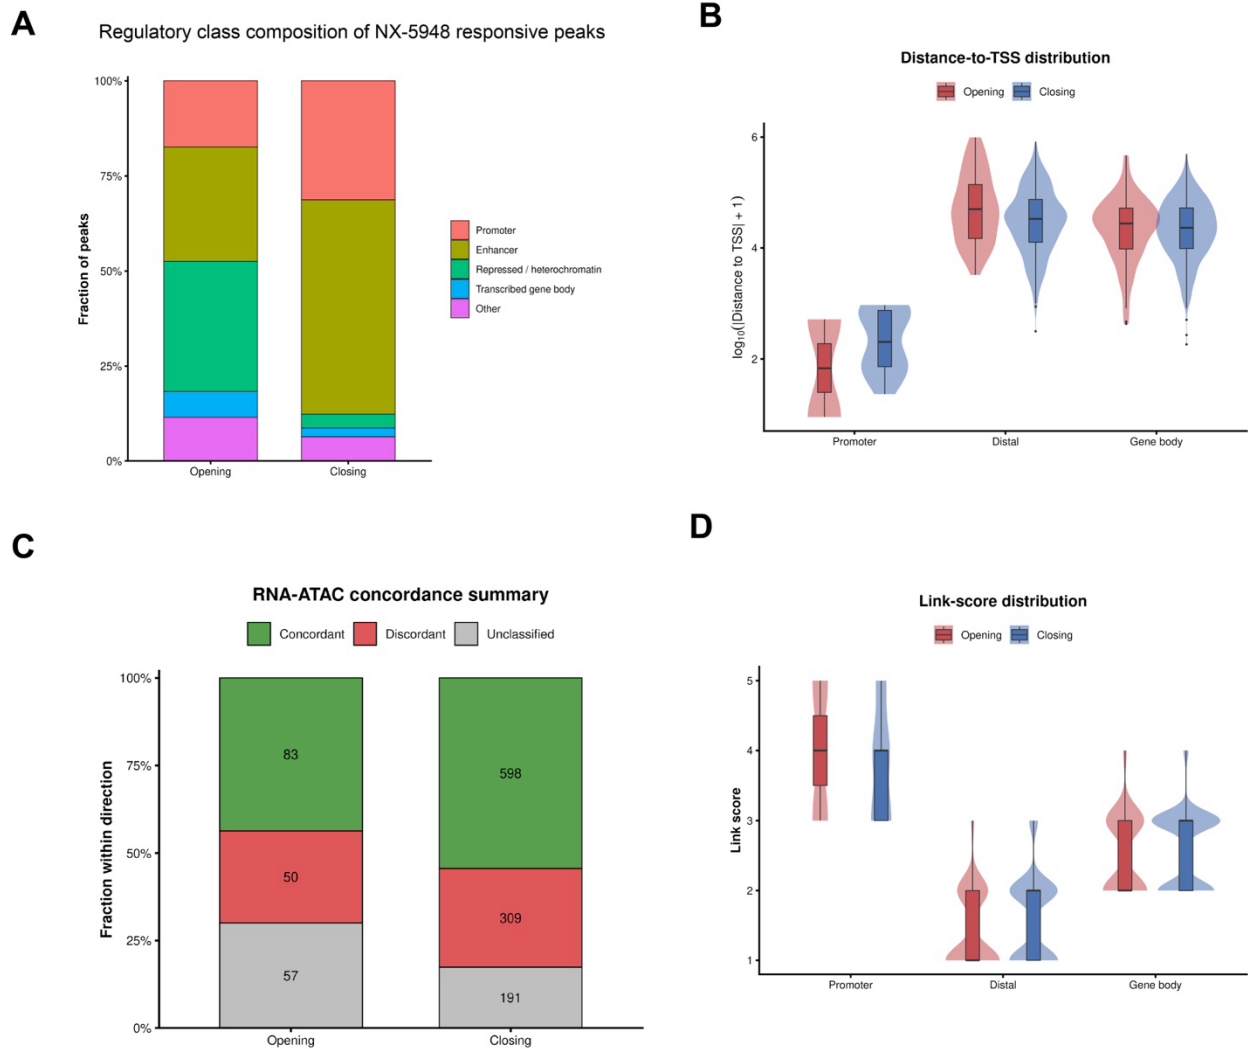 A
Regulatory class composition of NX-5948 responsive peaks
Fraction of peaks
100%
75%
50%
25%
0%
Opening
Closing
Promoter
Enhancer
Repressed / heterochromatin
Transcribed gene body
Other
B
Distance-to-TSS distribution
Opening
Closing
log10(|Distance to TSS| + 1)
6
4
2
Promoter
Distal
Gene body
C
RNA-ATAC concordance summary
Concordant
Discordant
Unclassified
Fraction within direction
100%
75%
50%
25%
0%
83
50
57
598
309
191
Opening
Closing
D
Link-score distribution
Opening
Closing
Link score
5
4
3
2
1
Promoter
Distal
Gene body